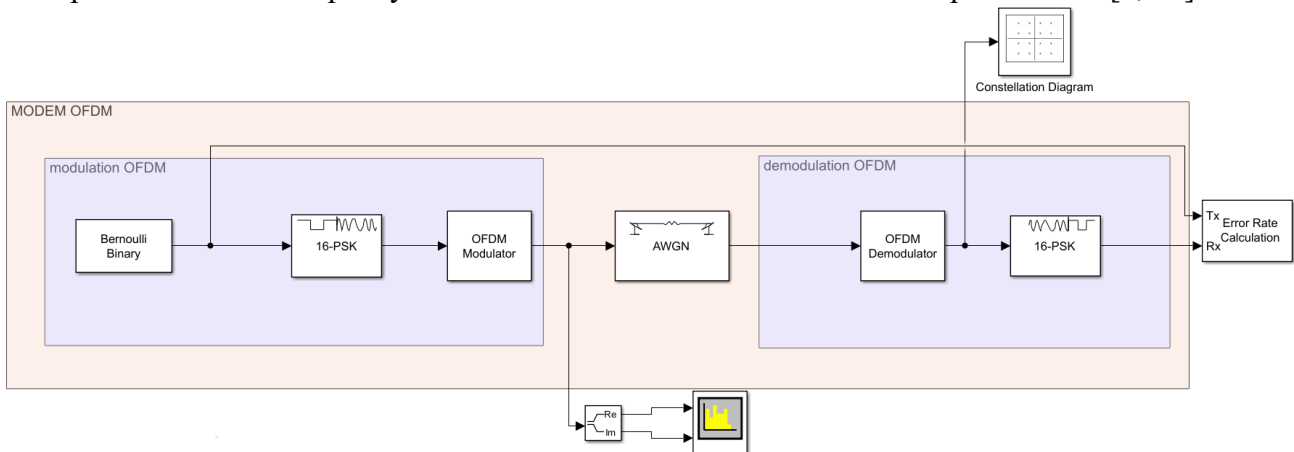 Constellation Diagram
MODEM OFDM
modulation OFDM
demodulation OFDM
Bernoulli
Binary
16-PSK
OFDM
Modulator
AWGN
OFDM
Demodulator
16-PSK
Tx
Rx
Error Rate
Calculation
Re
Im